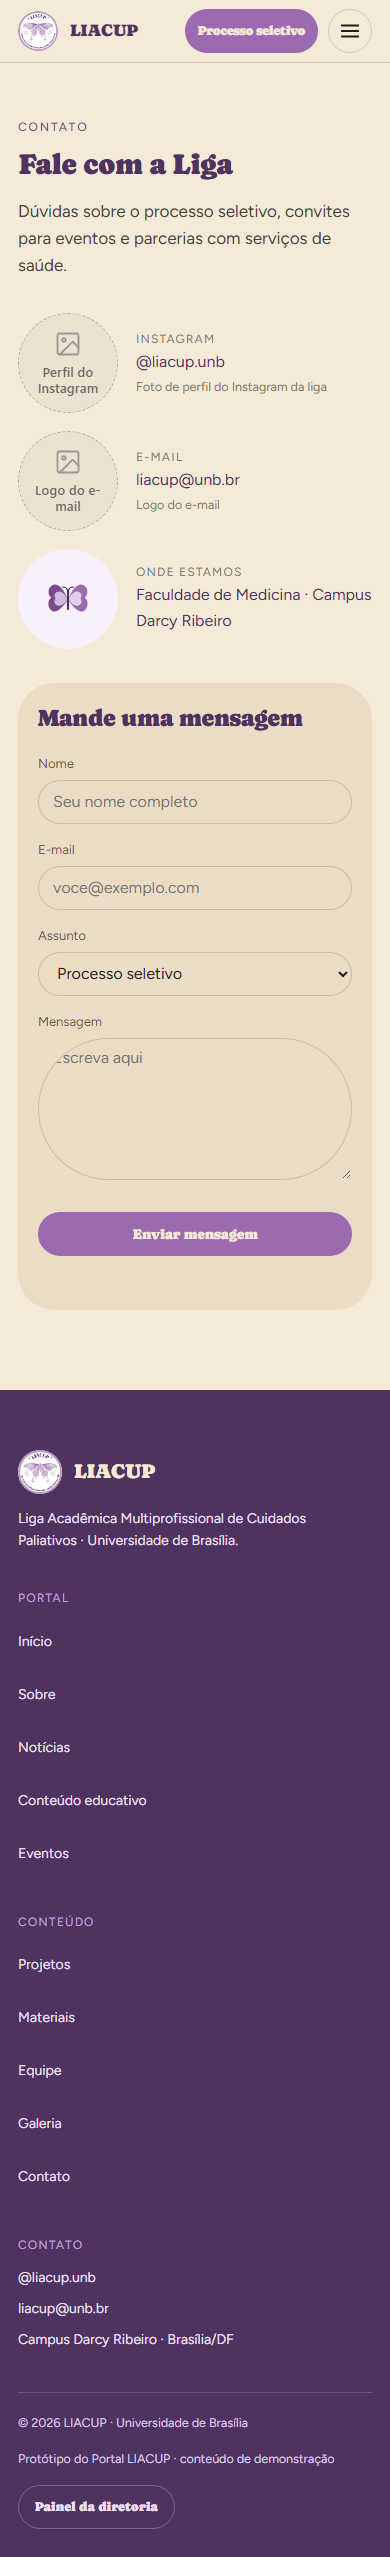 LIACUP
Processo seletivo
CONTATO
Fale com a Liga
Dúvidas sobre o processo seletivo, convites
para eventos e parcerias com serviços de
saúde.
Perfil do
Instagram
INSTAGRAM
@liacup.unb
Foto de perfil do Instagram da liga
Logo do e-
mail
E-MAIL
liacup@unb.br
Logo do e-mail
ONDE ESTAMOS
Faculdade de Medicina · Campus
Darcy Ribeiro
Mande uma mensagem
Nome
Seu nome completo
E-mail
voce@exemplo.com
Assunto
Processo seletivo
Mensagem
screva aqui
Enviar mensagem
LIACUP
LIACUP
Liga Acadêmica Multiprofissional de Cuidados
Paliativos · Universidade de Brasília.
PORTAL
Início
Sobre
Notícias
Conteúdo educativo
Eventos
CONTEÚDO
Projetos
Materiais
Equipe
Galeria
Contato
CONTATO
@liacup.unb
liacup@unb.br
Campus Darcy Ribeiro · Brasília/DF
© 2026 LIACUP · Universidade de Brasília
Protótipo do Portal LIACUP · conteúdo de demonstração
Painel da diretoria